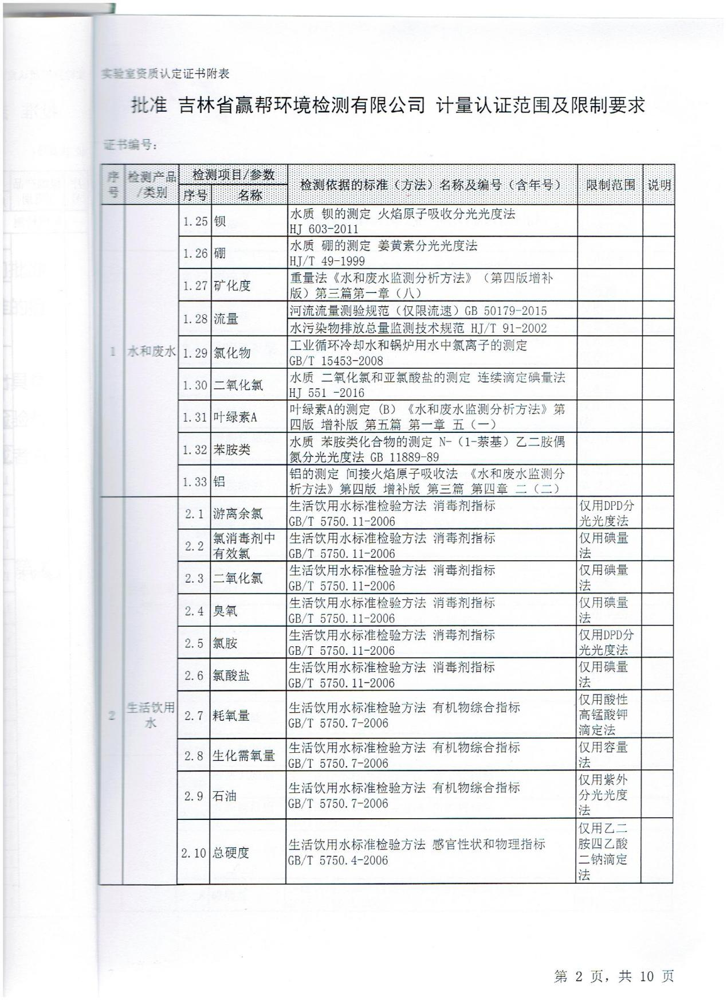 实验室资质认定证书附表
批准 吉林省赢帮环境检测有限公司 计量认证范围及限制要求
证书编号:
序号 检测产品/类别 检测项目/参数 检测依据的标准（方法）名称及编号（含年号） 限制范围 说明
序号 名称
1 水和废水
1.25 钡 水质 钡的测定 火焰原子吸收分光光度法
HJ 603-2011
1.26 硼 水质 硼的测定 姜黄素分光光度法
HJ/T 49-1999
1.27 矿化度 重量法《水和废水监测分析方法》（第四版增补
版）第三篇第一章（八）
1.28 流量 河流流量测验规范（仅限流速）GB 50179-2015
水污染物排放总量监测技术规范 HJ/T 91-2002
1.29 氯化物 工业循环冷却水和锅炉用水中氯离子的测定
GB/T 15453-2008
1.30 二氧化氯 水质 二氧化氯和亚氯酸盐的测定 连续滴定碘量法
HJ 551 -2016
1.31 叶绿素A 叶绿素A的测定 (B) 《水和废水监测分析方法》第
四版 增补版 第五篇 第一章 五（一）
1.32 苯胺类 水质 苯胺类化合物的测定 N-（1-萘基）乙二胺偶
氮分光光度法 GB 11889-89
1.33 铝 铝的测定 间接火焰原子吸收法 《水和废水监测分
析方法》第四版 增补版 第三篇 第四章 二（二）
2 生活饮用
水
2.1 游离余氯 生活饮用水标准检验方法 消毒剂指标 仅用DPD分
GB/T 5750.11-2006 光光度法
2.2 氯消毒剂中 生活饮用水标准检验方法 消毒剂指标 仅用碘量
有效氯 GB/T 5750.11-2006 法
2.3 二氧化氯 生活饮用水标准检验方法 消毒剂指标 仅用碘量
GB/T 5750.11-2006 法
2.4 臭氧 生活饮用水标准检验方法 消毒剂指标 仅用碘量
GB/T 5750.11-2006 法
2.5 氯胺 生活饮用水标准检验方法 消毒剂指标 仅用DPD分
GB/T 5750.11-2006 光光度法
2.6 氯酸盐 生活饮用水标准检验方法 消毒剂指标 仅用碘量
GB/T 5750.11-2006 法
2.7 耗氧量 生活饮用水标准检验方法 有机物综合指标 仅用酸性
GB/T 5750.7-2006 高锰酸钾
滴定法
2.8 生化需氧量 生活饮用水标准检验方法 有机物综合指标 仅用容量
GB/T 5750.7-2006 法
2.9 石油 生活饮用水标准检验方法 有机物综合指标 仅用紫外
GB/T 5750.7-2006 分光光度
法
2.10 总硬度 生活饮用水标准检验方法 感官性状和物理指标 仅用乙二
GB/T 5750.4-2006 胺四乙酸
二钠滴定
法
第 2 页, 共 10 页